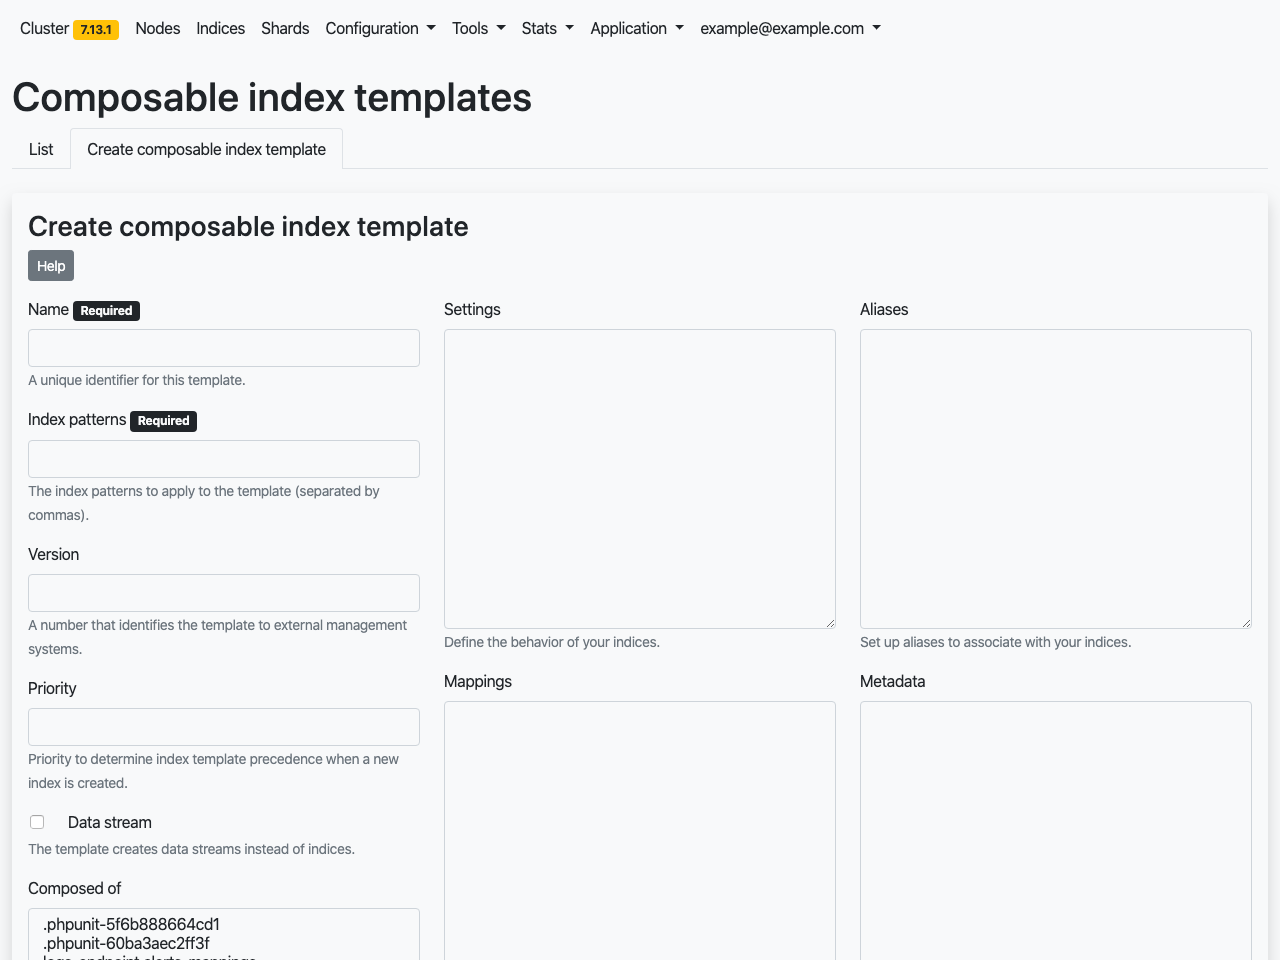 Cluster 7.13.1 Nodes Indices Shards Configuration Tools Stats Application example@example.com
Composable index templates
List Create composable index template
Create composable index template
Help
Name Required
A unique identifier for this template.
Index patterns Required
The index patterns to apply to the template (separated by
commas).
Version
A number that identifies the template to external management
systems.
Priority
Priority to determine index template precedence when a new
index is created.
Data stream
The template creates data streams instead of indices.
Composed of
.phpunit-5f6b888664cd1
.phpunit-60ba3aec2ff3f
Settings
Define the behavior of your indices.
Mappings
Aliases
Set up aliases to associate with your indices.
Metadata